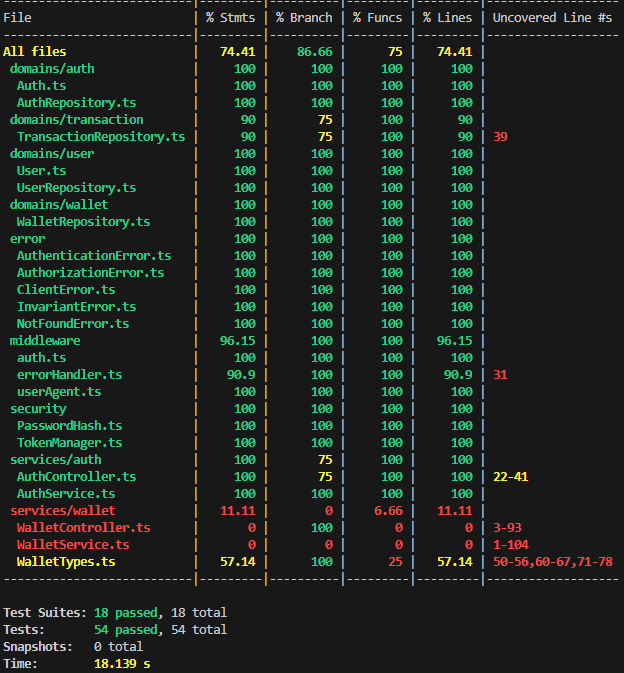 -------------------------|---------|----------|---------|---------|-------------------
File                     | % Stmts | % Branch | % Funcs | % Lines | Uncovered Line #s
-------------------------|---------|----------|---------|---------|-------------------
All files                |   74.41 |    86.66 |      75 |   74.41 |
 domains/auth            |     100 |      100 |     100 |     100 |
  Auth.ts                |     100 |      100 |     100 |     100 |
  AuthRepository.ts      |     100 |      100 |     100 |     100 |
 domains/transaction     |      90 |       75 |     100 |      90 |
  TransactionRepository.ts |      90 |       75 |     100 |      90 | 39
 domains/user            |     100 |      100 |     100 |     100 |
  User.ts                |     100 |      100 |     100 |     100 |
  UserRepository.ts      |     100 |      100 |     100 |     100 |
 domains/wallet          |     100 |      100 |     100 |     100 |
  WalletRepository.ts    |     100 |      100 |     100 |     100 |
 error                   |     100 |      100 |     100 |     100 |
  AuthenticationError.ts |     100 |      100 |     100 |     100 |
  AuthorizationError.ts  |     100 |      100 |     100 |     100 |
  ClientError.ts         |     100 |      100 |     100 |     100 |
  InvariantError.ts      |     100 |      100 |     100 |     100 |
  NotFoundError.ts       |     100 |      100 |     100 |     100 |
 middleware              |   96.15 |      100 |     100 |   96.15 |
  auth.ts                |     100 |      100 |     100 |     100 |
  errorHandler.ts        |    90.9 |      100 |     100 |    90.9 | 31
  userAgent.ts           |     100 |      100 |     100 |     100 |
 security                |     100 |      100 |     100 |     100 |
  PasswordHash.ts        |     100 |      100 |     100 |     100 |
  TokenManager.ts        |     100 |      100 |     100 |     100 |
 services/auth           |     100 |       75 |     100 |     100 |
  AuthController.ts      |     100 |       75 |     100 |     100 | 22-41
  AuthService.ts         |     100 |      100 |     100 |     100 |
 services/wallet         |   11.11 |        0 |    6.66 |   11.11 |
  WalletController.ts    |       0 |      100 |       0 |       0 | 3-93
  WalletService.ts       |       0 |        0 |       0 |       0 | 1-104
  WalletTypes.ts         |   57.14 |      100 |      25 |   57.14 | 50-56,60-67,71-78
-------------------------|---------|----------|---------|---------|-------------------
Test Suites: 18 passed, 18 total
Tests:       54 passed, 54 total
Snapshots:   0 total
Time:        18.139 s